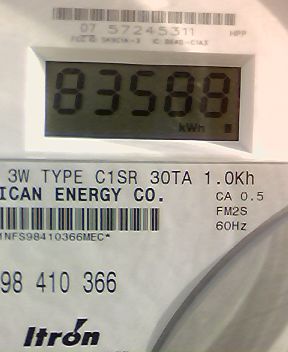 07 57245311 HPP
83588
kWh
3W TYPE C1SR 30TA 1.0Kh
ICAN ENERGY CO. CA 0.5
FM2S
1NFS98410366MEC* 60Hz
98 410 366
Itron